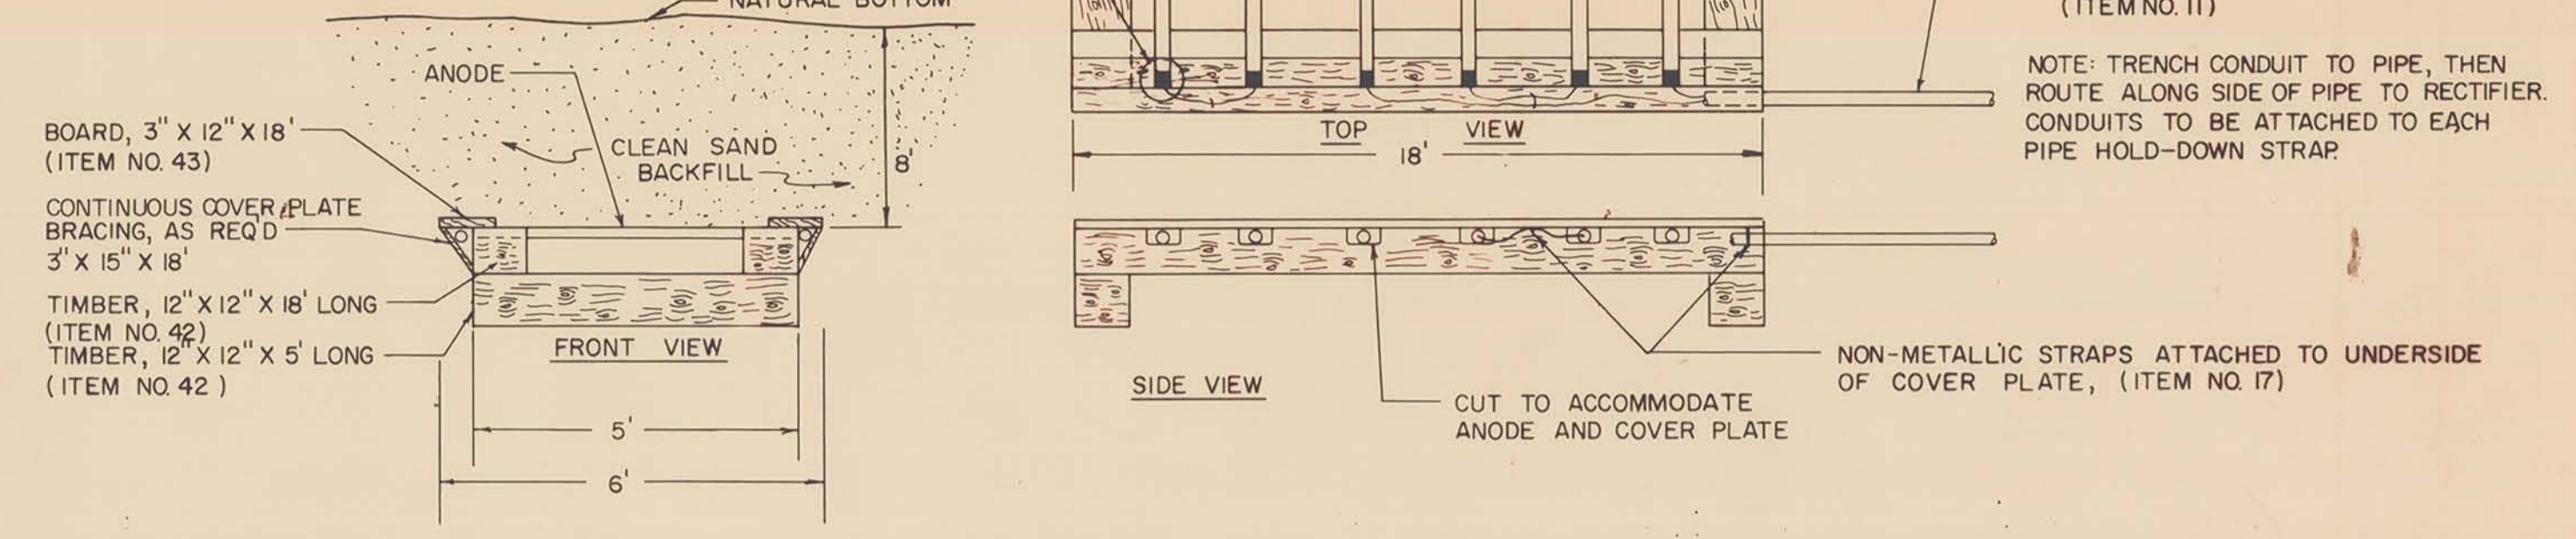 NATURAL BOTTOM
ANODE
BOARD, 3" X 12" X 18'
(ITEM NO. 43)
CLEAN SAND
BACKFILL
8'
CONTINUOUS COVER PLATE
BRACING, AS REQ'D
3" X 15" X 18'
TIMBER, 12" X 12" X 18' LONG
(ITEM NO. 42)
TIMBER, 12" X 12" X 5' LONG
(ITEM NO. 42)
FRONT VIEW
5'
6'
TOP VIEW
18'
SIDE VIEW
CUT TO ACCOMMODATE
ANODE AND COVER PLATE
(ITEM NO. 11)
NOTE: TRENCH CONDUIT TO PIPE, THEN
ROUTE ALONG SIDE OF PIPE TO RECTIFIER.
CONDUITS TO BE ATTACHED TO EACH
PIPE HOLD-DOWN STRAP.
NON-METALLIC STRAPS ATTACHED TO UNDERSIDE
OF COVER PLATE, (ITEM NO. 17)